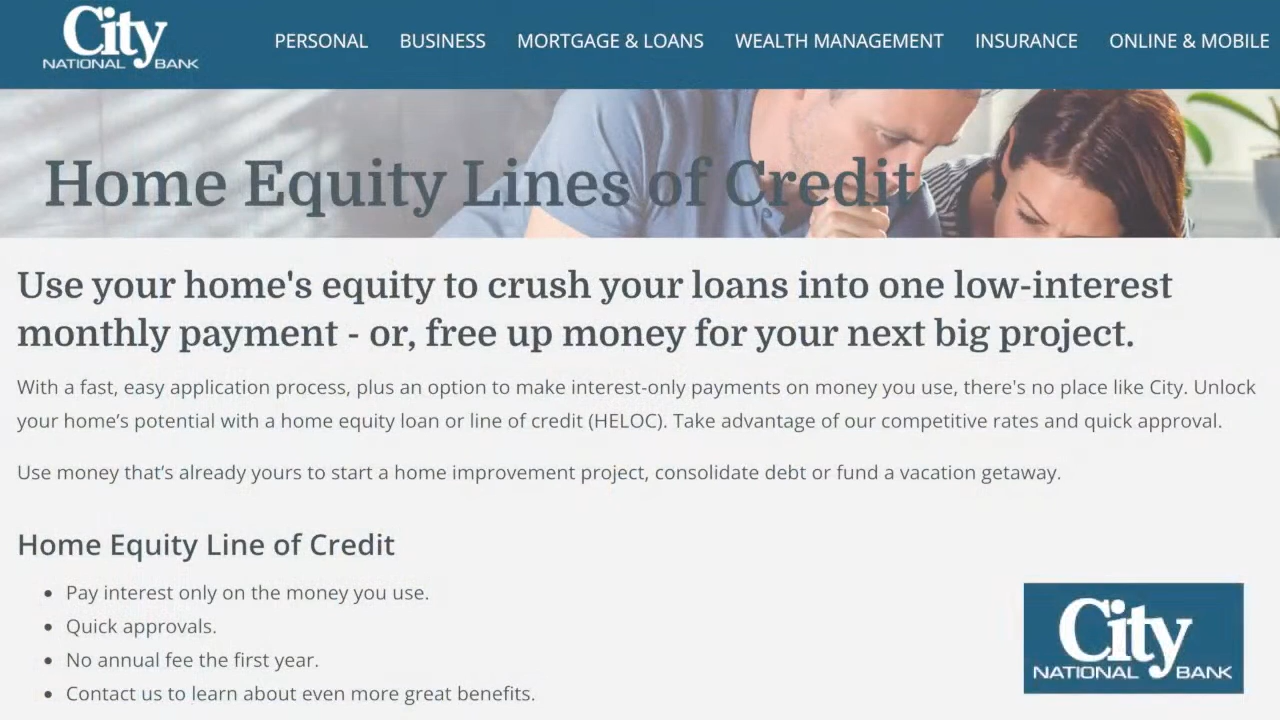 City
NATIONAL BANK
PERSONAL BUSINESS MORTGAGE & LOANS WEALTH MANAGEMENT INSURANCE ONLINE & MOBILE
Home Equity Lines of Credit
Use your home's equity to crush your loans into one low-interest
monthly payment - or, free up money for your next big project.
With a fast, easy application process, plus an option to make interest-only payments on money you use, there's no place like City. Unlock
your home’s potential with a home equity loan or line of credit (HELOC). Take advantage of our competitive rates and quick approval.
Use money that’s already yours to start a home improvement project, consolidate debt or fund a vacation getaway.
Home Equity Line of Credit
• Pay interest only on the money you use.
• Quick approvals.
• No annual fee the first year.
• Contact us to learn about even more great benefits.
City
NATIONAL BANK